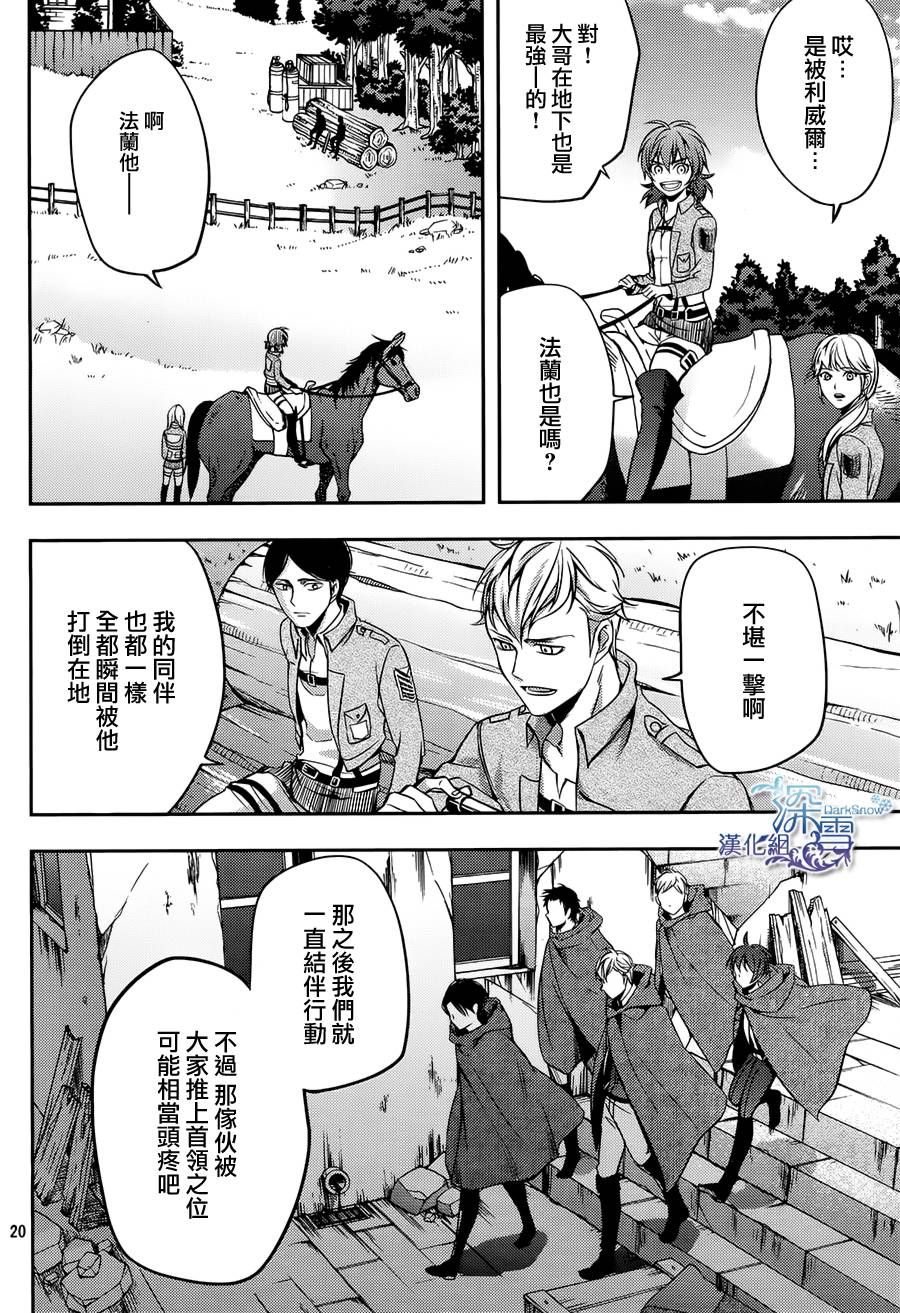 哎…
是被利威爾…
對！
大哥在地下也是
最強—的！
法蘭也是嗎？
啊
法蘭他—
不堪一擊啊
我的同伴
也都一樣
全都瞬間被他
打倒在地
深雪
DarkSnow
漢化組
那之後我們就
一直結伴行動
不過 那傢伙被
大家推上首領之位
可能相當頭疼吧
20